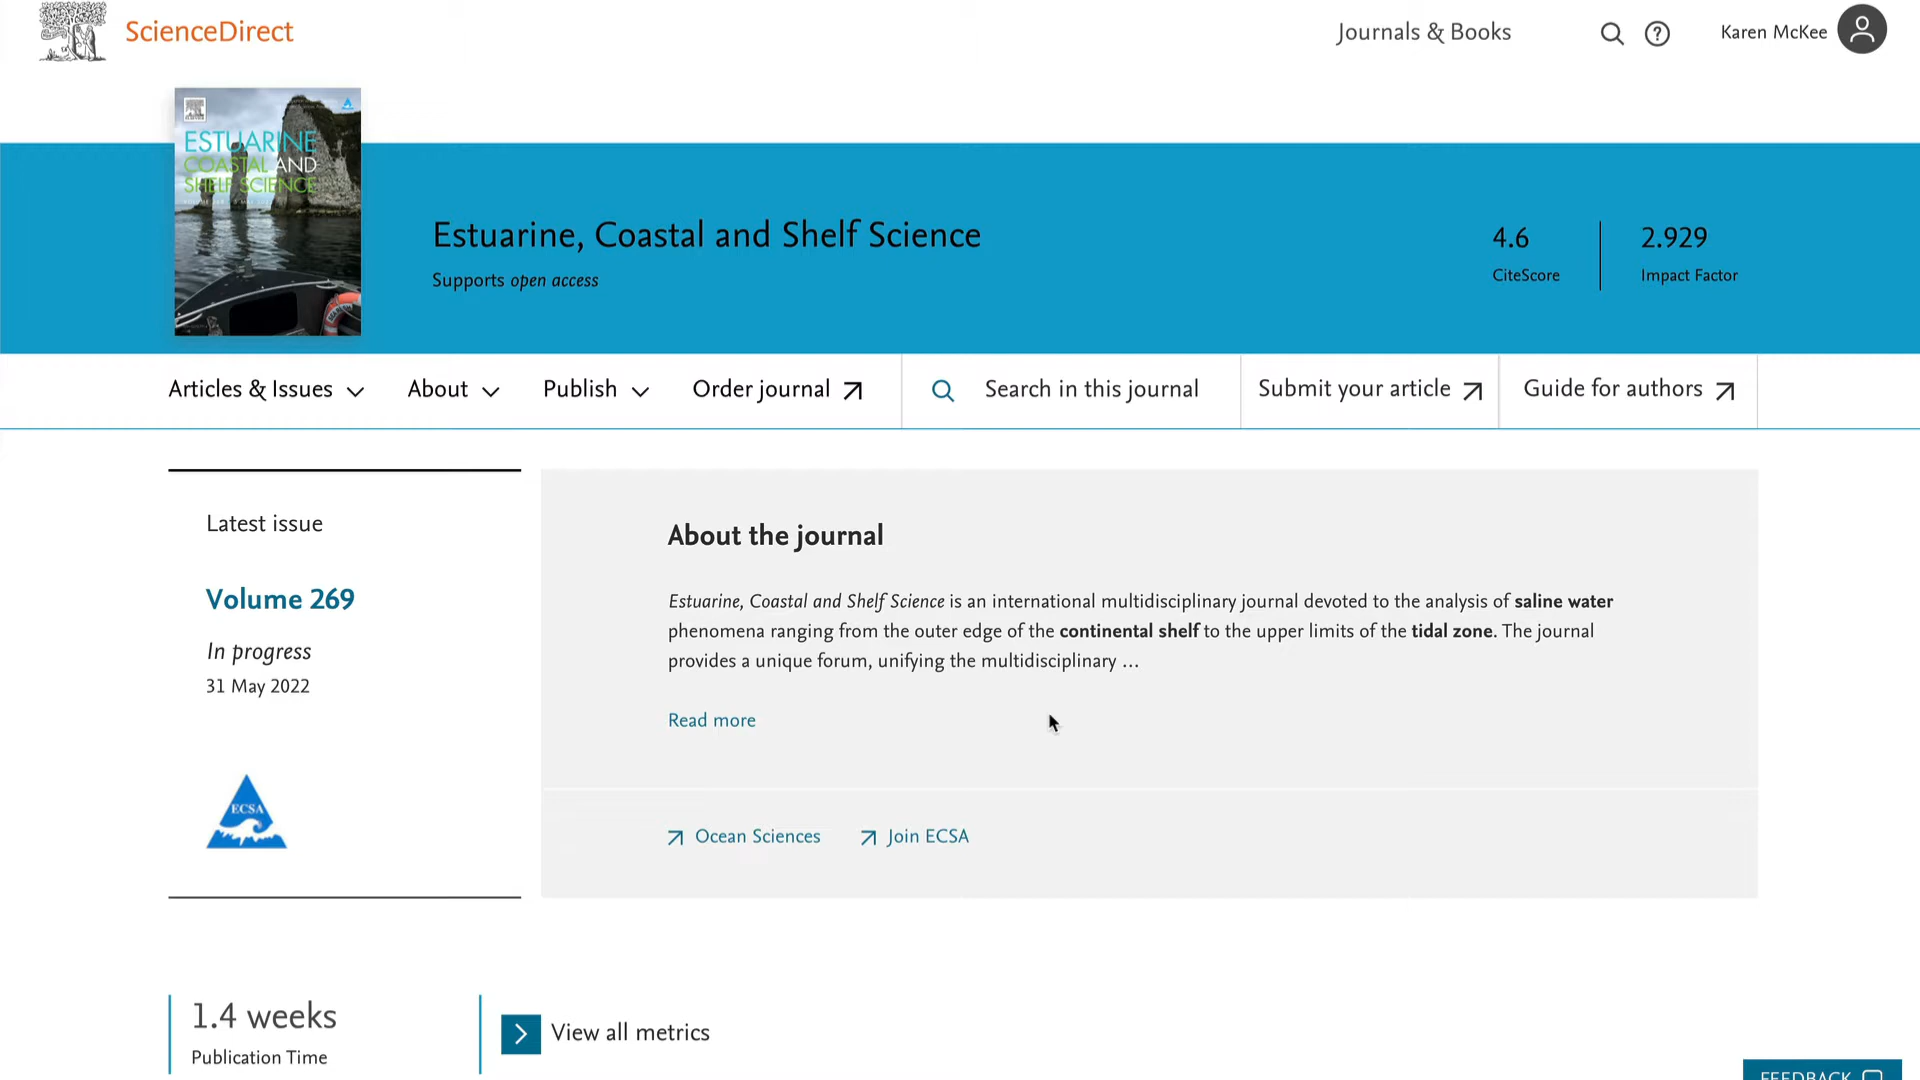 ScienceDirect
Journals & Books
Karen McKee
ESTUARINE
COASTAL AND
SHELF SCIENCE
Estuarine, Coastal and Shelf Science
Supports open access
4.6
CiteScore
2.929
Impact Factor
Articles & Issues
About
Publish
Order journal
Search in this journal
Submit your article
Guide for authors
Latest issue
Volume 269
In progress
31 May 2022
ECSA
About the journal
Estuarine, Coastal and Shelf Science is an international multidisciplinary journal devoted to the analysis of saline water
phenomena ranging from the outer edge of the continental shelf to the upper limits of the tidal zone. The journal
provides a unique forum, unifying the multidisciplinary ...
Read more
Ocean Sciences
Join ECSA
1.4 weeks
Publication Time
View all metrics
FEEDBACK